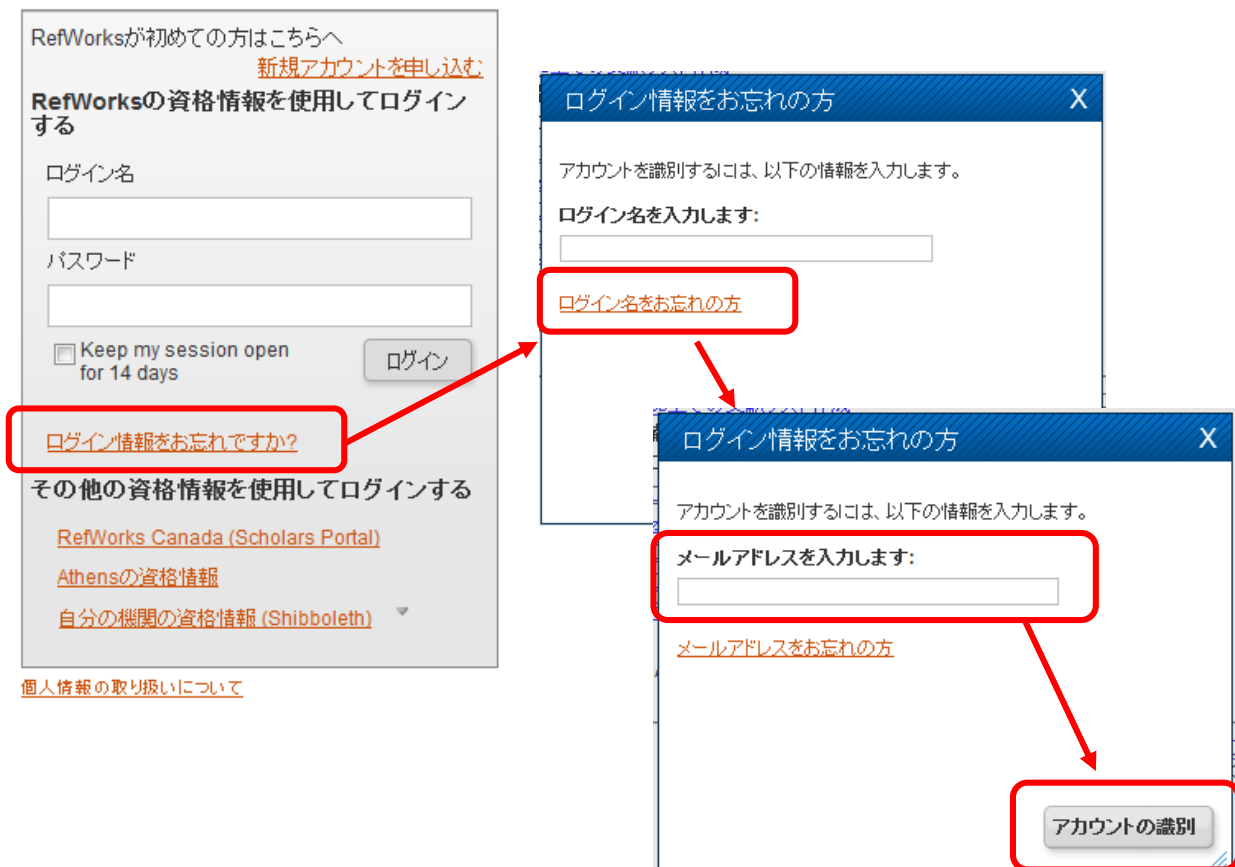 RefWorksが初めての方はこちらへ
新規アカウントを申し込む
RefWorksの資格情報を使用してログイン
する
ログイン名
パスワード
Keep my session open
for 14 days
ログイン
ログイン情報をお忘れですか?
その他の資格情報を使用してログインする
RefWorks Canada (Scholars Portal)
Athensの資格情報
自分の機関の資格情報 (Shibboleth)
個人情報の取り扱いについて
ログイン情報をお忘れの方 X
アカウントを識別するには、以下の情報を入力します。
ログイン名を入力します:
ログイン名をお忘れの方
ログイン情報をお忘れの方 X
アカウントを識別するには、以下の情報を入力します。
メールアドレスを入力します:
メールアドレスをお忘れの方
アカウントの識別